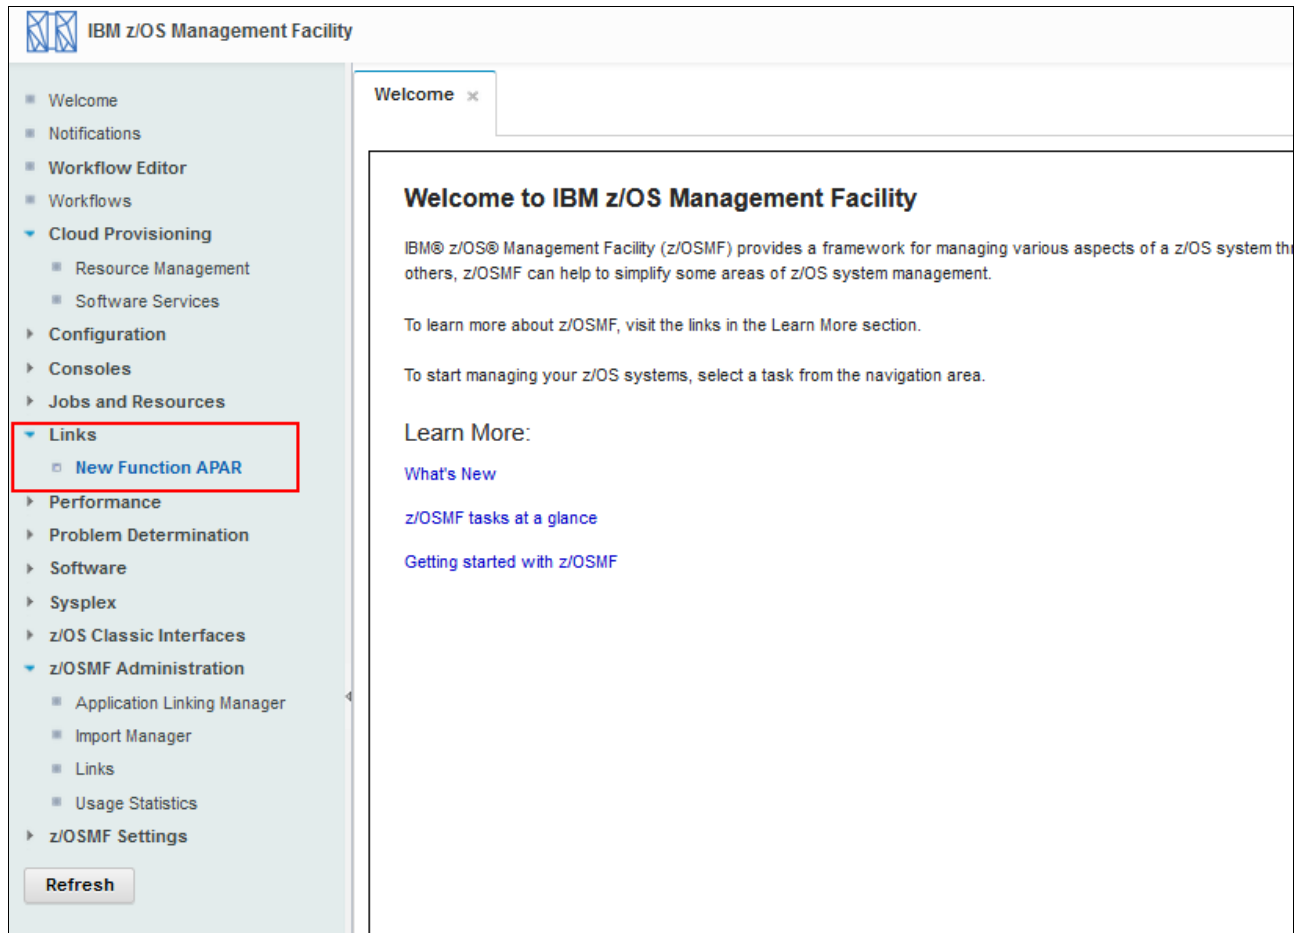 IBM z/OS Management Facility
Welcome
Notifications
Workflow Editor
Workflows
Cloud Provisioning
Resource Management
Software Services
Configuration
Consoles
Jobs and Resources
Links
New Function APAR
Performance
Problem Determination
Software
Sysplex
z/OS Classic Interfaces
z/OSMF Administration
Application Linking Manager
Import Manager
Links
Usage Statistics
z/OSMF Settings
Refresh
Welcome
Welcome to IBM z/OS Management Facility
IBM® z/OS® Management Facility (z/OSMF) provides a framework for managing various aspects of a z/OS system
others, z/OSMF can help to simplify some areas of z/OS system management.
To learn more about z/OSMF, visit the links in the Learn More section.
To start managing your z/OS systems, select a task from the navigation area.
Learn More:
What's New
z/OSMF tasks at a glance
Getting started with z/OSMF